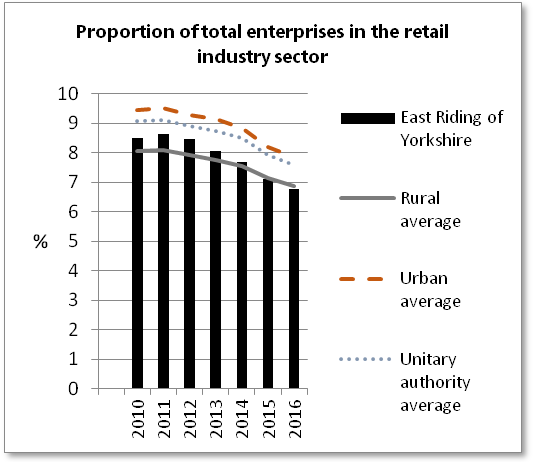 Proportion of total enterprises in the retail
industry sector
10
9
8
7
6
5
4
3
2
1
0
%
2010
2011
2012
2013
2014
2015
2016
East Riding of
Yorkshire
Rural
average
Urban
average
Unitary
authority
average